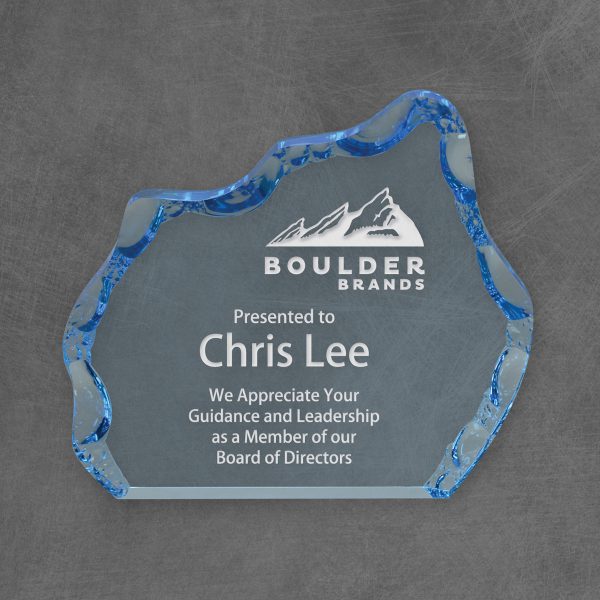 BOULDER
BRANDS
Presented to
Chris Lee
We Appreciate Your
Guidance and Leadership
as a Member of our
Board of Directors